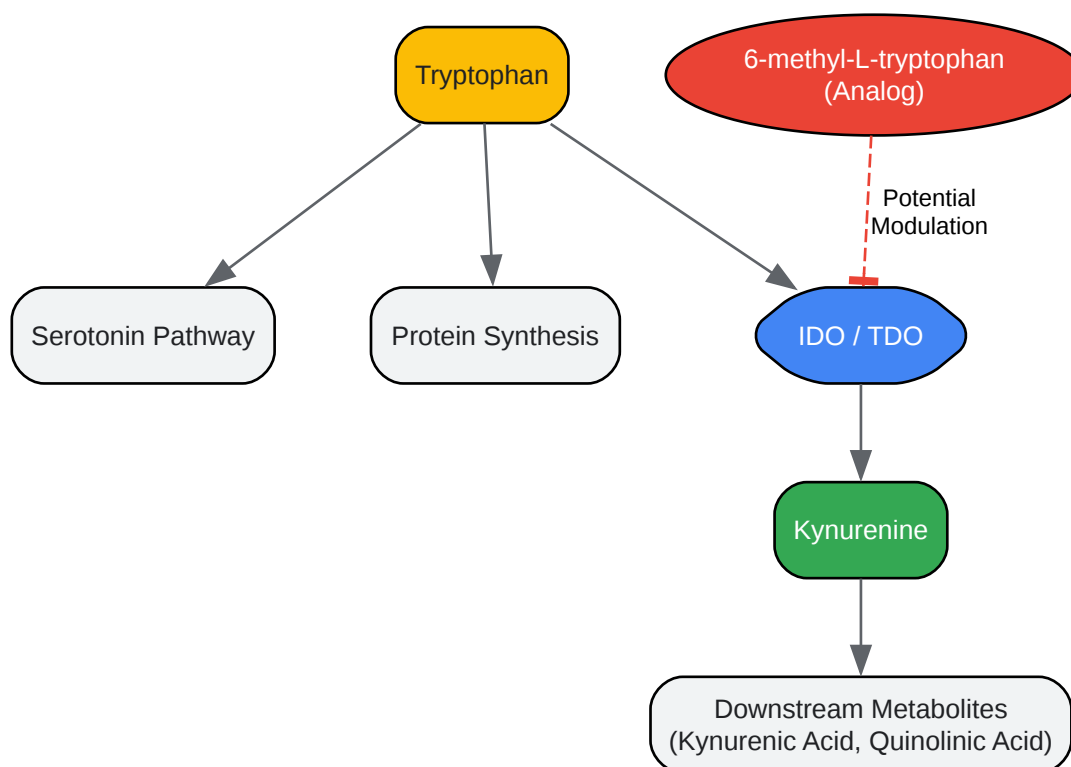 Tryptophan
6-methyl-L-tryptophan
(Analog)
Potential
Modulation
Serotonin Pathway
Protein Synthesis
IDO / TDO
Kynurenine
Downstream Metabolites
(Kynurenic Acid, Quinolinic Acid)